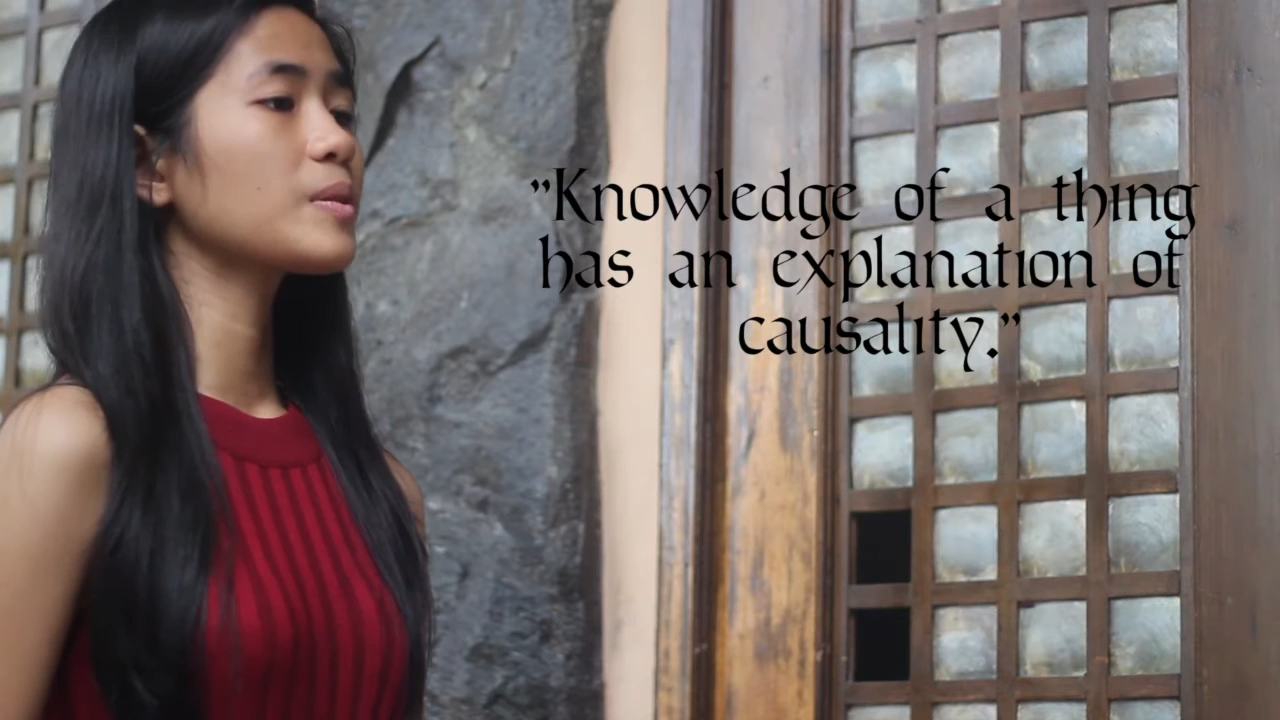 "Knowledge of a thing
has an explanation of
causality."